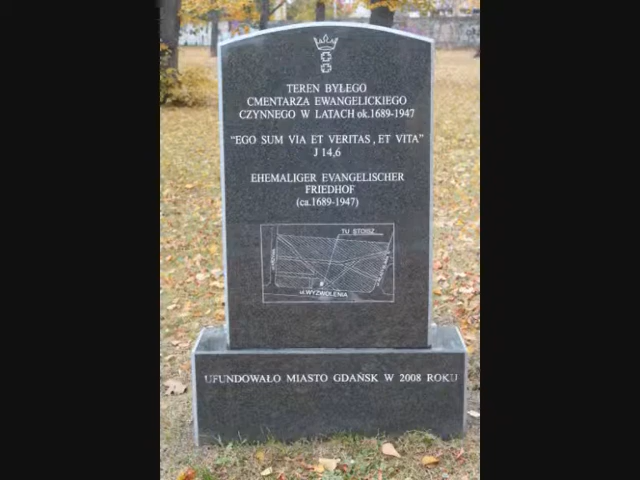 TEREN BYŁEGO
CMENTARZA EWANGELICKIEGO
CZYNNEGO W LATACH ok.1689-1947
"EGO SUM VIA ET VERITAS, ET VITA"
J 14,6
EHEMALIGER EVANGELISCHER
FRIEDHOF
(ca.1689-1947)
TU STOISZ
ul.WYZWOLENIA
UFUNDOWAŁO MIASTO GDAŃSK W 2008 ROKU